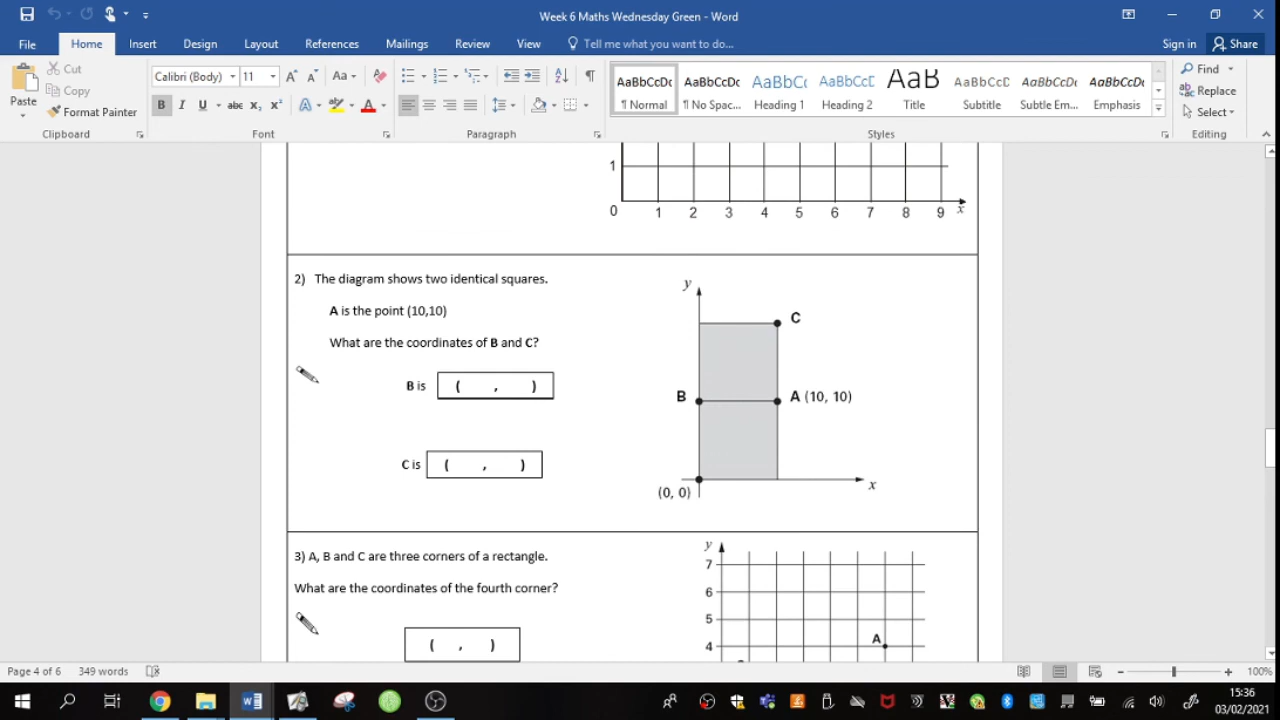 Week 6 Maths Wednesday Green - Word
File Home Insert Design Layout References Mailings Review View Tell me what you want to do... Sign in Share
Paste
Cut
Copy
Format Painter
Calibri (Body) 11
AaBbCcDc AaBbCcDc AaBbCc AaBbCcD AaB AaBbCcD AaBbCcDc AaBbCcDc
¶ Normal ¶ No Spac... Heading 1 Heading 2 Title Subtitle Subtle Em... Emphasis
Find
Replace
Select
Clipboard Font Paragraph Styles Editing
1
0 1 2 3 4 5 6 7 8 9 x
2) The diagram shows two identical squares.
A is the point (10,10)
What are the coordinates of B and C?
B is ( , )
C is ( , )
y
C
B
A (10, 10)
(0, 0)
x
3) A, B and C are three corners of a rectangle.
What are the coordinates of the fourth corner?
( , )
y
7
6
5
4
A
Page 4 of 6 349 words 100%
15:36
03/02/2021